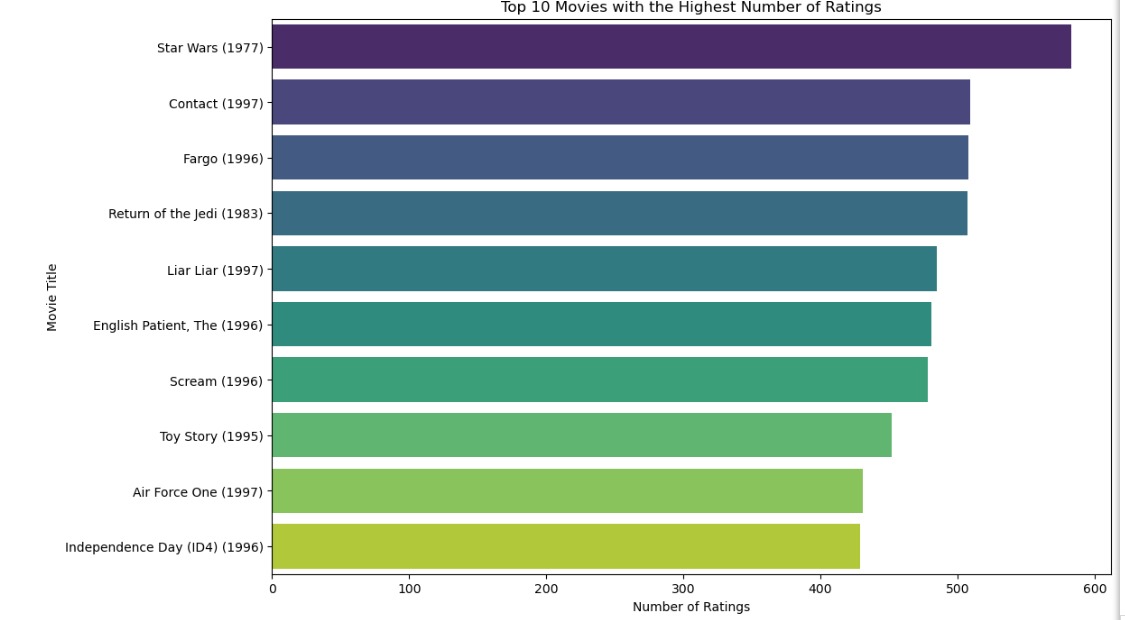 Top 10 Movies with the Highest Number of Ratings
Star Wars (1977)
Contact (1997)
Fargo (1996)
Return of the Jedi (1983)
Liar Liar (1997)
English Patient, The (1996)
Scream (1996)
Toy Story (1995)
Air Force One (1997)
Independence Day (ID4) (1996)
Movie Title
0 100 200 300 400 500 600
Number of Ratings